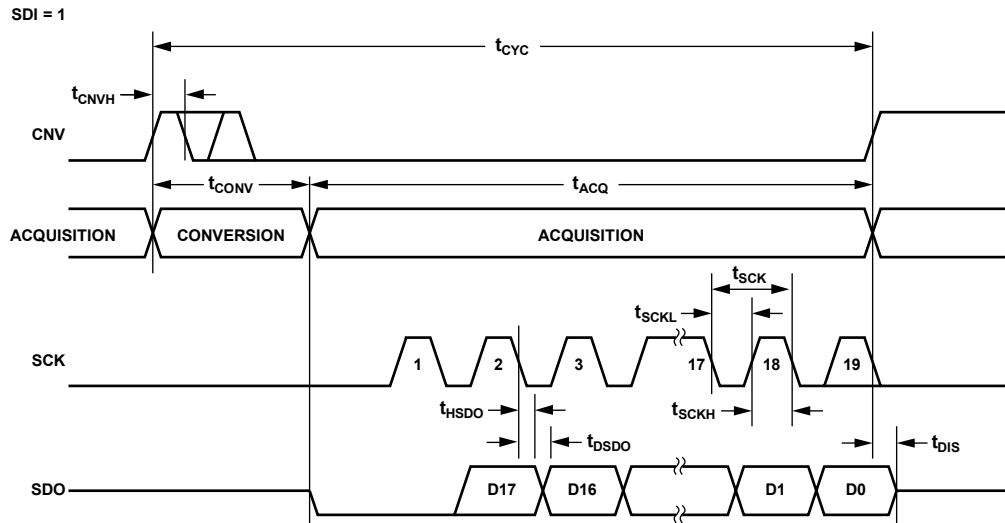 SDI = 1
tCYC
tCNVH
CNV
tCONV
tACQ
ACQUISITION
CONVERSION
ACQUISITION
tSCK
tSCKL
SCK
1
2
3
17
18
19
tHSDO
tSCKH
tDSDO
tDIS
SDO
D17
D16
D1
D0